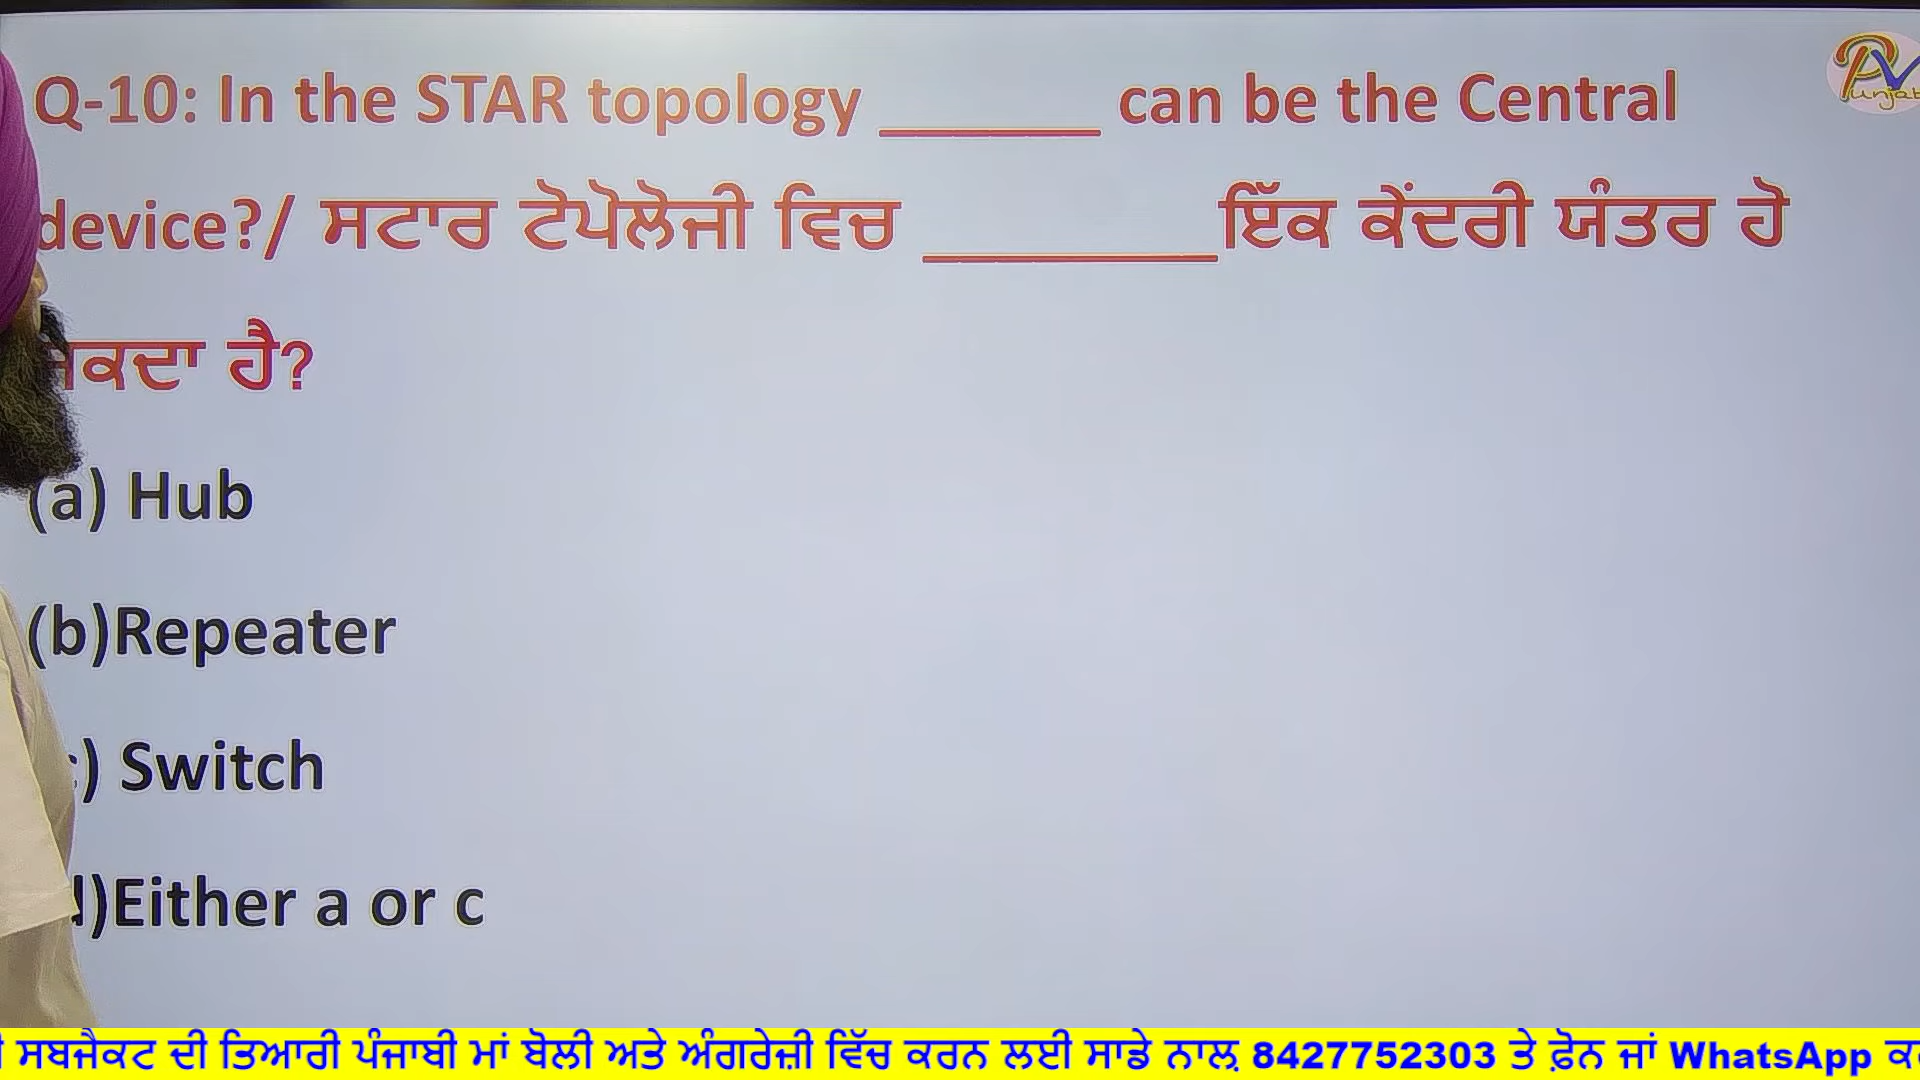 Q-10: In the STAR topology ______ can be the Central
device?/ ਸਟਾਰ ਟੋਪੋਲੋਜੀ ਵਿਚ ________ਇੱਕ ਕੇਂਦਰੀ ਯੰਤਰ ਹੋ
ਸਕਦਾ ਹੈ?
(a) Hub
(b)Repeater
c) Switch
d)Either a or c
ਸਬਜੈਕਟ ਦੀ ਤਿਆਰੀ ਪੰਜਾਬੀ ਮਾਂ ਬੋਲੀ ਅਤੇ ਅੰਗਰੇਜ਼ੀ ਵਿੱਚ ਕਰਨ ਲਈ ਸਾਡੇ ਨਾਲ 8427752303 ਤੇ ਫ਼ੋਨ ਜਾਂ WhatsApp